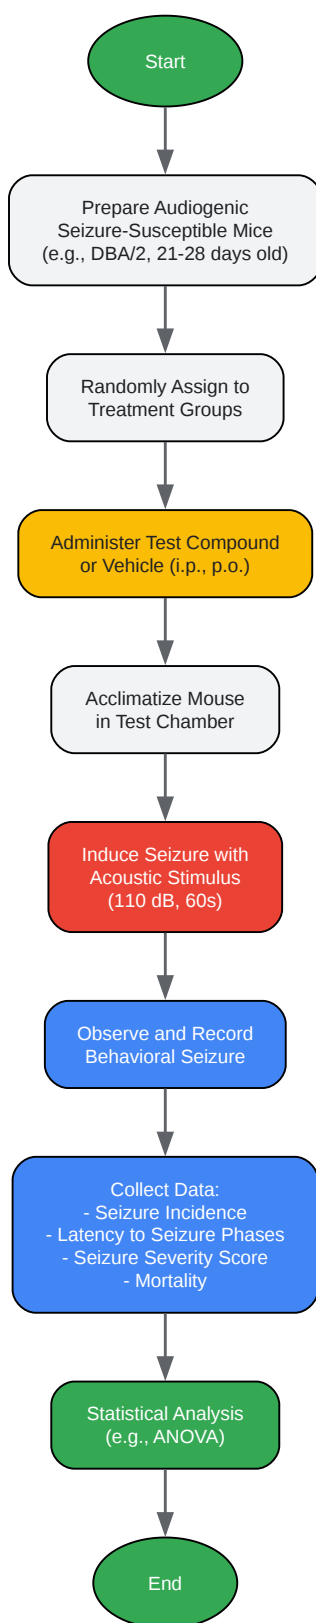 Start
Prepare Audiogenic
Seizure-Susceptible Mice
(e.g., DBA/2, 21-28 days old)
Randomly Assign to
Treatment Groups
Administer Test Compound
or Vehicle (i.p., p.o.)
Acclimatize Mouse
in Test Chamber
Induce Seizure with
Acoustic Stimulus
(110 dB, 60s)
Observe and Record
Behavioral Seizure
Collect Data:
- Seizure Incidence
- Latency to Seizure Phases
- Seizure Severity Score
- Mortality
Statistical Analysis
(e.g., ANOVA)
End